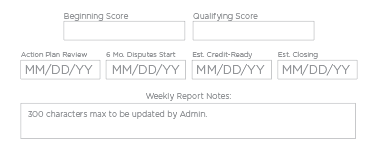 Beginning Score Qualifying Score
Action Plan Review 6 Mo. Disputes Start Est. Credit-Ready Est. Closing
MM/DD/YY MM/DD/YY MM/DD/YY MM/DD/YY
Weekly Report Notes:
300 characters max to be updated by Admin.